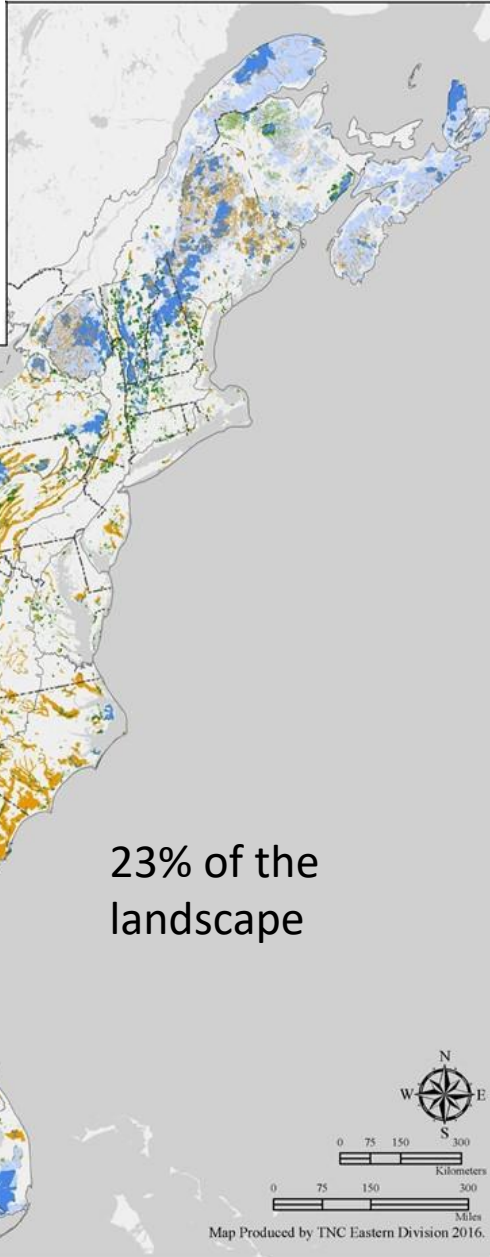 23% of the
landscape
N
W E
S
0 75 150 300
Kilometers
0 75 150 300
Miles
Map Produced by TNC Eastern Division 2016.